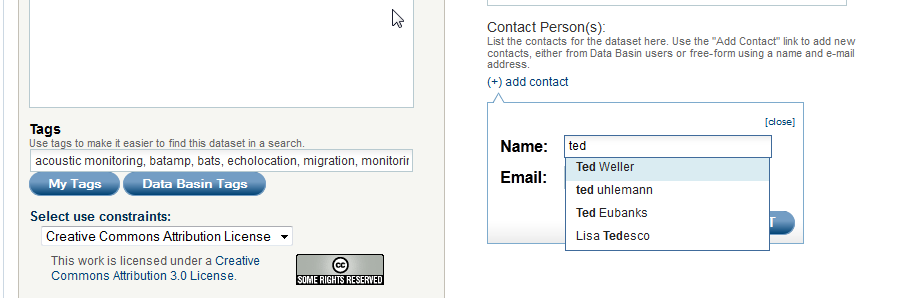 Tags
Use tags to make it easier to find this dataset in a search.
acoustic monitoring, batamp, bats, echolocation, migration, monitorin
My Tags
Data Basin Tags
Select use constraints:
Creative Commons Attribution License
This work is licensed under a Creative
Commons Attribution 3.0 License.
cc
SOME RIGHTS RESERVED
Contact Person(s):
List the contacts for the dataset here. Use the "Add Contact" link to add new
contacts, either from Data Basin users or free-form using a name and e-mail
address.
(+) add contact
[close]
Name: ted
Ted Weller
Email:
ted uhlemann
Ted Eubanks
T
Lisa Tedesco